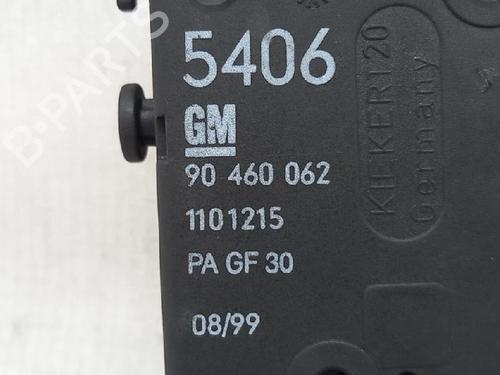 5406
GM
90 460 062
1101215
PA GF 30
08/99
KIEKERT 20
Germany
B-PARTS